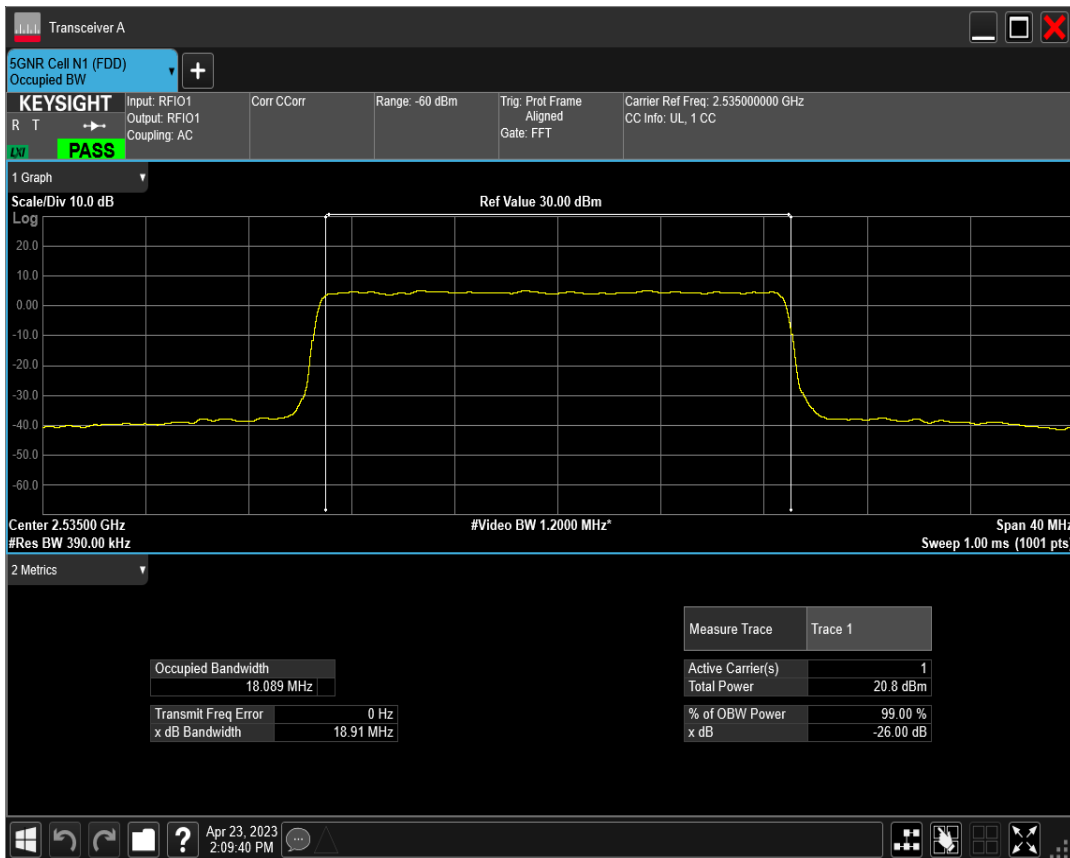 Transceiver A
5GNR Cell N1 (FDD)
Occupied BW
+
KEYSIGHT
R T
LXI
PASS
Input: RFIO1
Output: RFIO1
Coupling: AC
Corr CCorr
Range: -60 dBm
Trig: Prot Frame
Aligned
Gate: FFT
Carrier Ref Freq: 2.535000000 GHz
CC Info: UL, 1 CC
1 Graph
Scale/Div 10.0 dB
Ref Value 30.00 dBm
Log
20.0
10.0
0.00
-10.0
-20.0
-30.0
-40.0
-50.0
-60.0
Center 2.53500 GHz
#Video BW 1.2000 MHz*
Span 40 MHz
#Res BW 390.00 kHz
Sweep 1.00 ms (1001 pts)
2 Metrics
Measure Trace Trace 1
Occupied Bandwidth
18.089 MHz
Active Carrier(s) 1
Total Power 20.8 dBm
Transmit Freq Error 0 Hz
x dB Bandwidth 18.91 MHz
% of OBW Power 99.00 %
x dB -26.00 dB
?
Apr 23, 2023
2:09:40 PM